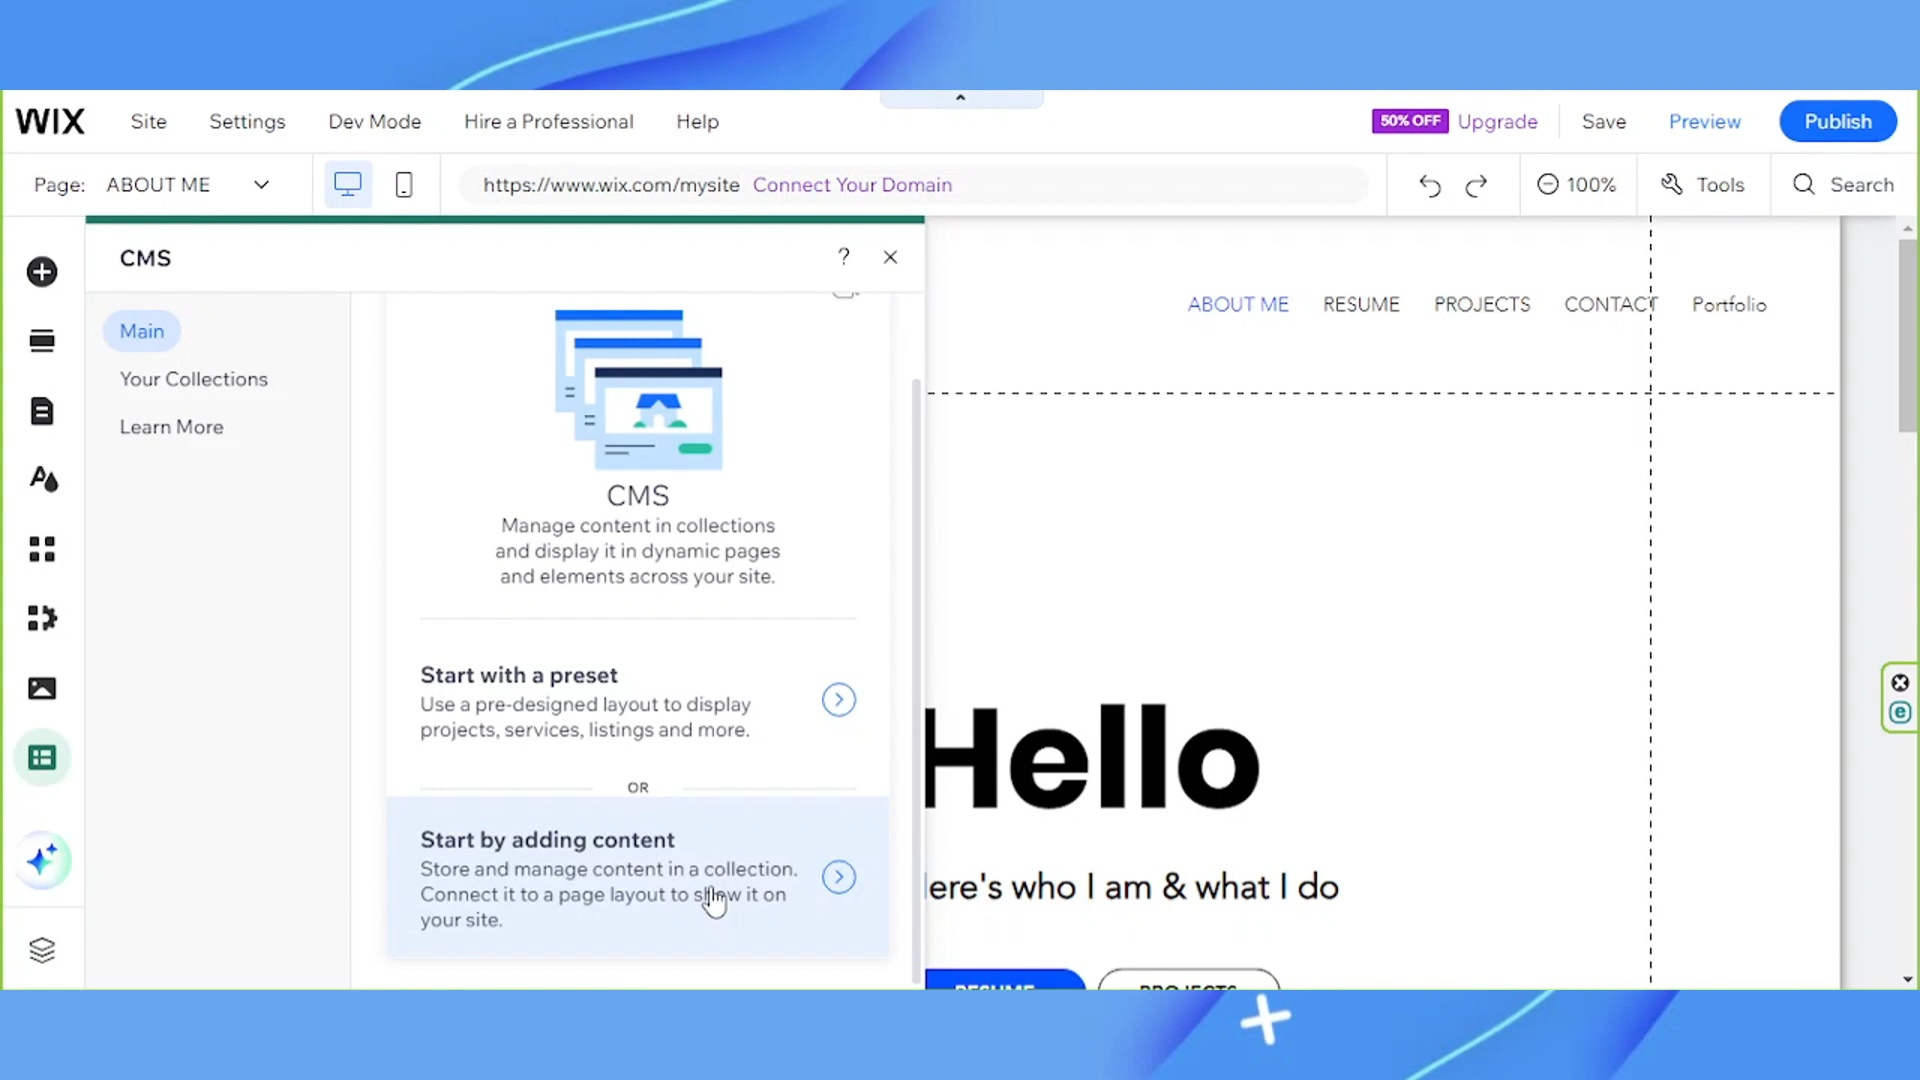 WIX Site Settings Dev Mode Hire a Professional Help 50% OFF Upgrade Save Preview Publish
Page: ABOUT ME https://www.wix.com/mysite Connect Your Domain 100% Tools Search
CMS ?
Main
Your Collections
Learn More
CMS
Manage content in collections
and display it in dynamic pages
and elements across your site.
Start with a preset
Use a pre-designed layout to display
projects, services, listings and more.
OR
Start by adding content
Store and manage content in a collection.
Connect it to a page layout to show it on
your site.
ABOUT ME RESUME PROJECTS CONTACT Portfolio
Hello
ere's who I am & what I do
RESUME PROJECTS